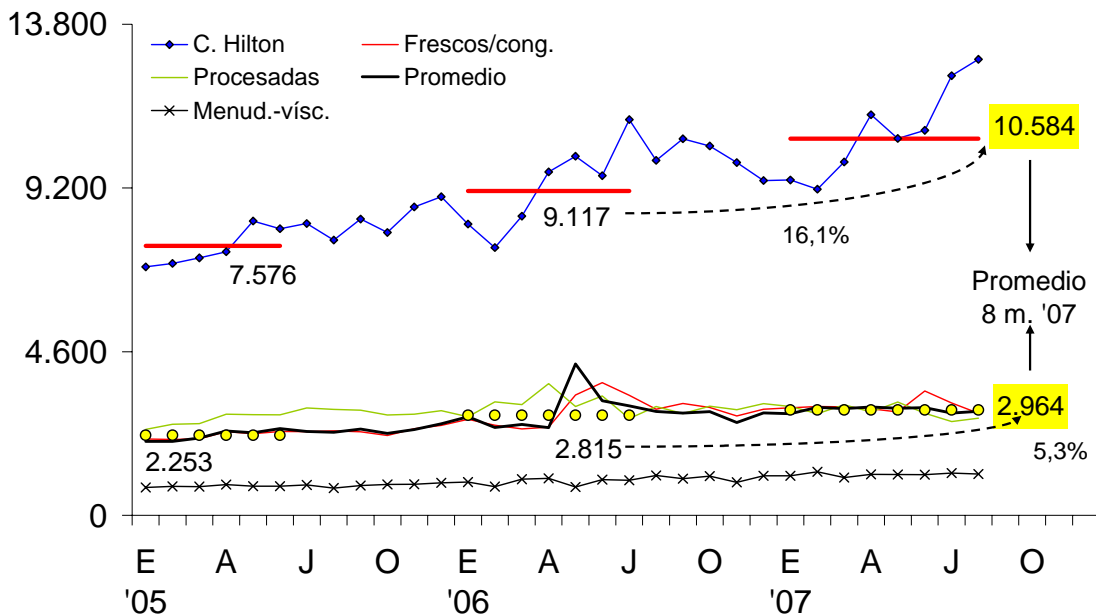 13.800
C. Hilton
Frescos/cong.
Procesadas
Promedio
Menud.-vísc.
10.584
9.200
9.117
16,1%
7.576
Promedio
8 m. '07
4.600
2.964
2.253
2.815
5,3%
0
E A J O E A J O E A J O
'05 '06 '07